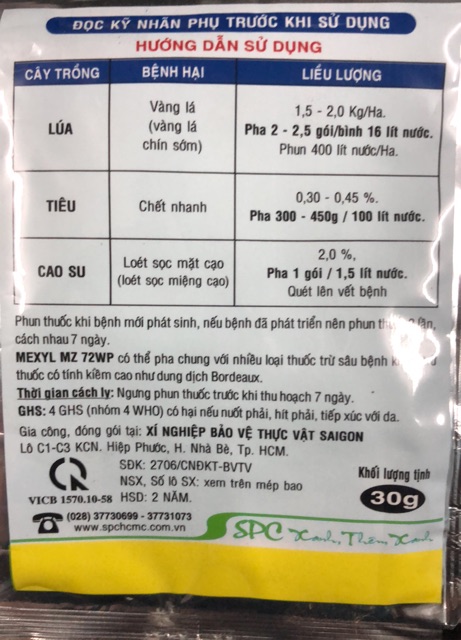 ĐỌC KỸ NHÃN PHỤ TRƯỚC KHI SỬ DỤNG
HƯỚNG DẪN SỬ DỤNG
CÂY TRỒNG BỆNH HẠI LIỀU LƯỢNG
LÚA
Vàng lá
(vàng lá
chín sớm)
1,5 - 2,0 Kg/Ha.
Pha 2 - 2,5 gói/bình 16 lít nước.
Phun 400 lít nước/Ha.
TIÊU
Chết nhanh
0,30 - 0,45 %.
Pha 300 - 450g / 100 lít nước.
CAO SU
Loét sọc mặt cạo
(loét sọc miệng cạo)
2,0 %,
Pha 1 gói / 1,5 lít nước.
Quét lên vết bệnh
Phun thuốc khi bệnh mới phát sinh, nếu bệnh đã phát triển nên phun lần,
cách nhau 7 ngày.
MEXYL MZ 72WP có thể pha chung với nhiều loại thuốc trừ sâu bệnh
thuốc có tính kiềm cao như dung dịch Bordeaux.
Thời gian cách ly: Ngưng phun thuốc trước khi thu hoạch 7 ngày.
GHS: 4 GHS (nhóm 4 WHO) có hại nếu nuốt phải, hít phải, tiếp xúc với da.
Gia công, đóng gói tại: XÍ NGHIỆP BẢO VỆ THỰC VẬT SAIGON
Lô C1-C3 KCN. Hiệp Phước, H. Nhà Bè, Tp. HCM.
SĐK: 2706/CNĐKT-BVTV
NSX, Số lô SX: xem trên mép bao
HSD: 2 NĂM.
VICB 1570.10-58
Khối lượng tịnh
30g
(028) 37730699 - 37731073
www.spchcmc.com.vn
SPC Xanh, Thêm, Xanh